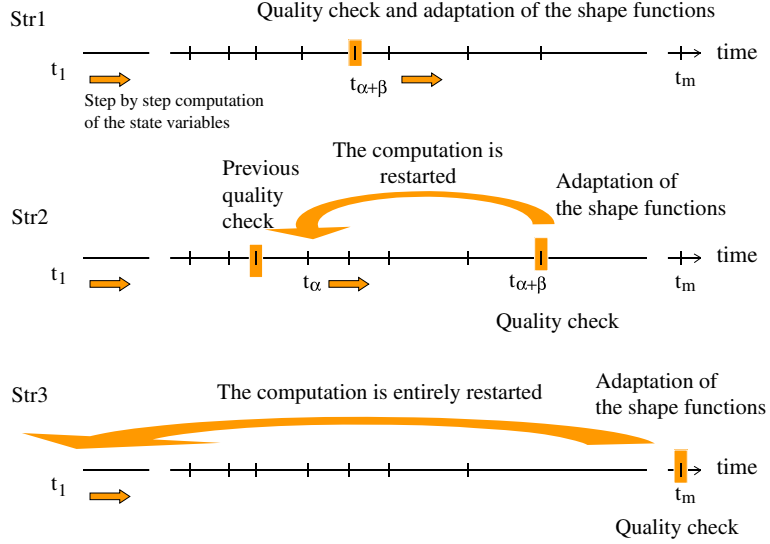 Quality check and adaptation of the shape functions
Str1
time
t1
tα+β
tm
Step by step computation
of the state variables
The computation is
restarted
Previous
quality
check
Adaptation of
the shape functions
Str2
time
t1
tα
tα+β
tm
Quality check
Str3
The computation is entirely restarted
Adaptation of
the shape functions
time
t1
tm
Quality check